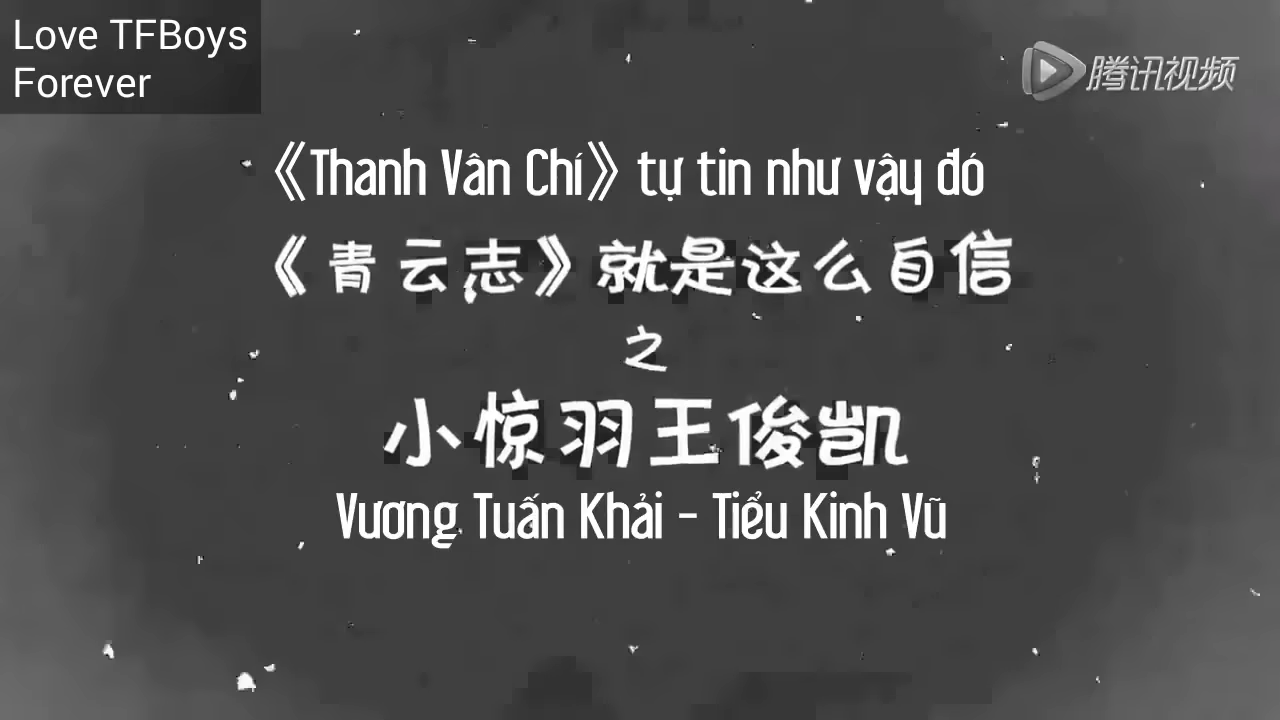 Love TFBoys
Forever
腾讯视频
《Thanh Vân Chí》tự tin như vậy đó
《青云志》就是这么自信
之
小惊羽王俊凯
Vương Tuấn Khải - Tiểu Kinh Vũ